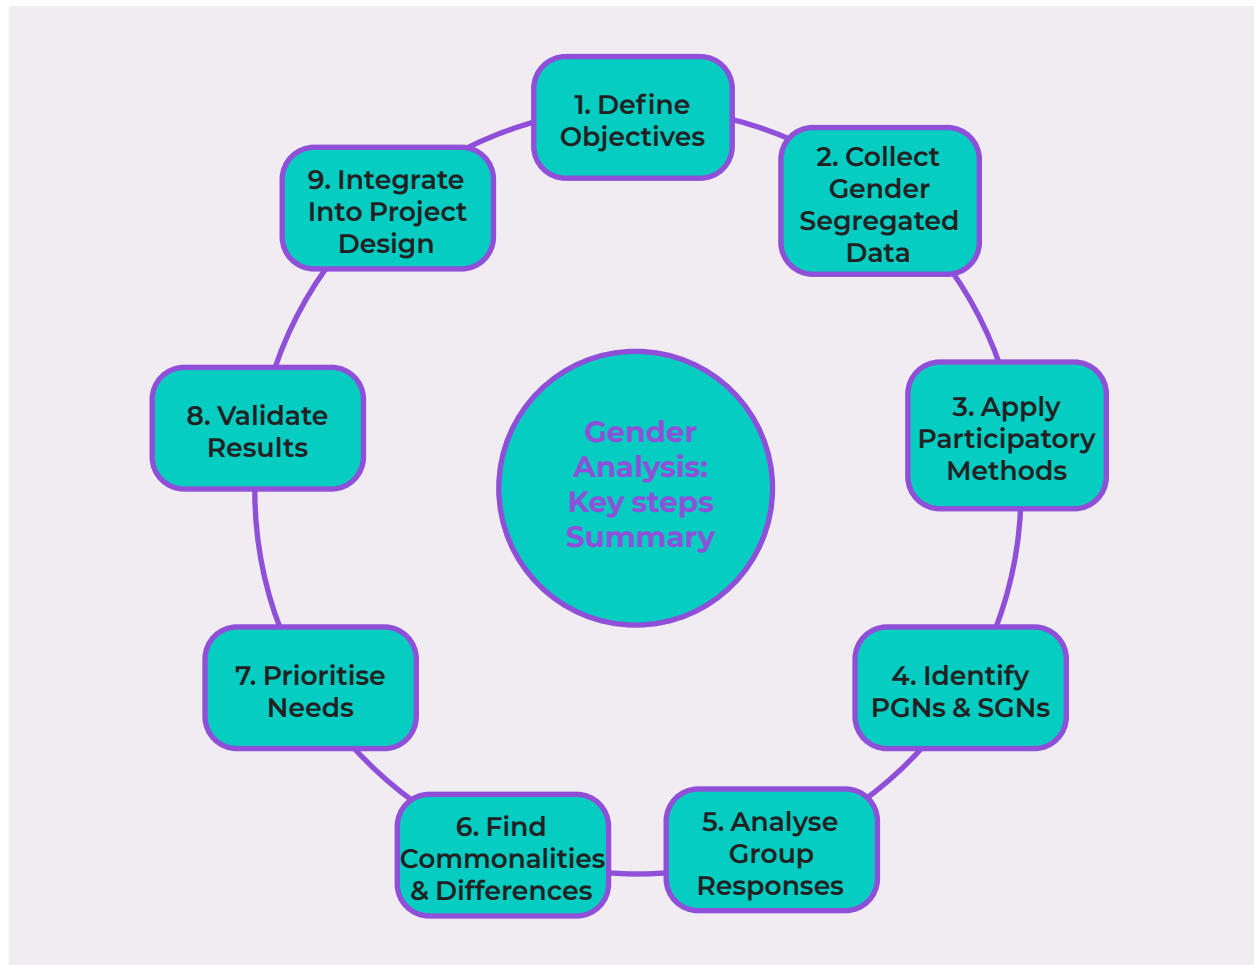 1. Define
Objectives
2. Collect
Gender
Segregated
Data
3. Apply
Participatory
Methods
4. Identify
PGNs & SGNs
5. Analyse
Group
Responses
6. Find
Commonalities
& Differences
7. Prioritise
Needs
8. Validate
Results
9. Integrate
Into Project
Design
Gender
Analysis:
Key steps
Summary